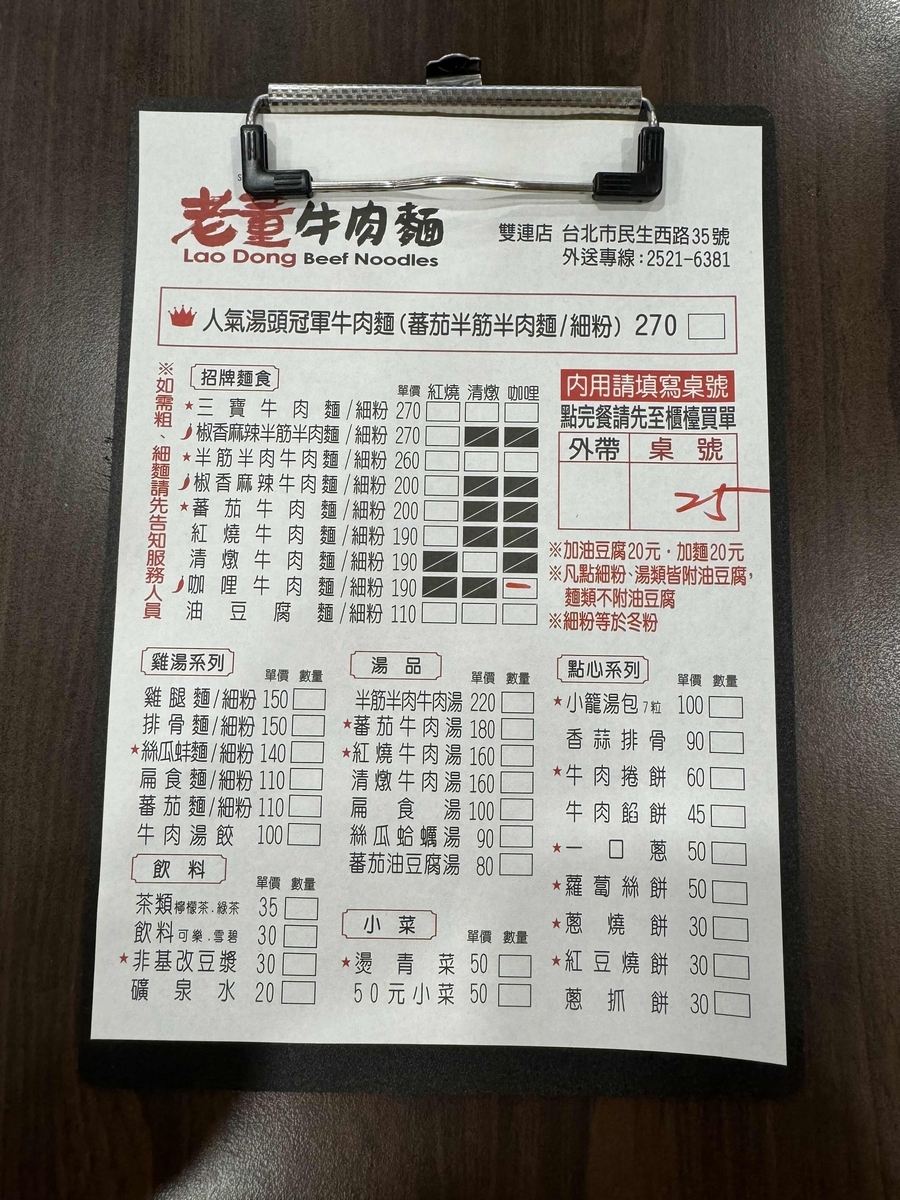 老董牛肉麵
Lao Dong Beef Noodles
雙連店 台北市民生西路35號
外送專線：2521-6381
人氣湯頭冠軍牛肉麵(蕃茄半筋半肉麵/細粉) 270
※如需粗、細麵請先告知服務人員
招牌麵食 單價 紅燒 清燉 咖哩
★三寶牛肉麵/細粉 270
椒香麻辣半筋半肉麵/細粉 270
★半筋半肉牛肉麵/細粉 260
椒香麻辣牛肉麵/細粉 200
★蕃茄牛肉麵/細粉 200
紅燒牛肉麵/細粉 190
清燉牛肉麵/細粉 190
咖哩牛肉麵/細粉 190
油豆腐麵/細粉 110
內用請填寫桌號
點完餐請先至櫃檯買單
外帶 桌號
25
※加油豆腐20元·加麵20元
※凡點細粉、湯類皆附油豆腐，
麵類不附油豆腐
※細粉等於冬粉
雞湯系列 單價 數量
雞腿麵/細粉 150
排骨麵/細粉 150
★絲瓜蚌麵/細粉 140
扁食麵/細粉 110
蕃茄麵/細粉 110
牛肉湯餃 100
飲料 單價 數量
茶類 檸檬茶.綠茶 35
飲料 可樂.雪碧 30
★非基改豆漿 30
礦泉水 20
湯品 單價 數量
半筋半肉牛肉湯 220
★蕃茄牛肉湯 180
★紅燒牛肉湯 160
清燉牛肉湯 160
扁食湯 100
絲瓜蛤蠣湯 90
蕃茄油豆腐湯 80
小菜 單價 數量
★燙青菜 50
50元小菜 50
點心系列 單價 數量
★小籠湯包 7粒 100
香蒜排骨 90
★牛肉捲餅 60
牛肉餡餅 45
★一口蔥 50
★蘿蔔絲餅 50
★蔥燒餅 30
★紅豆燒餅 30
蔥抓餅 30